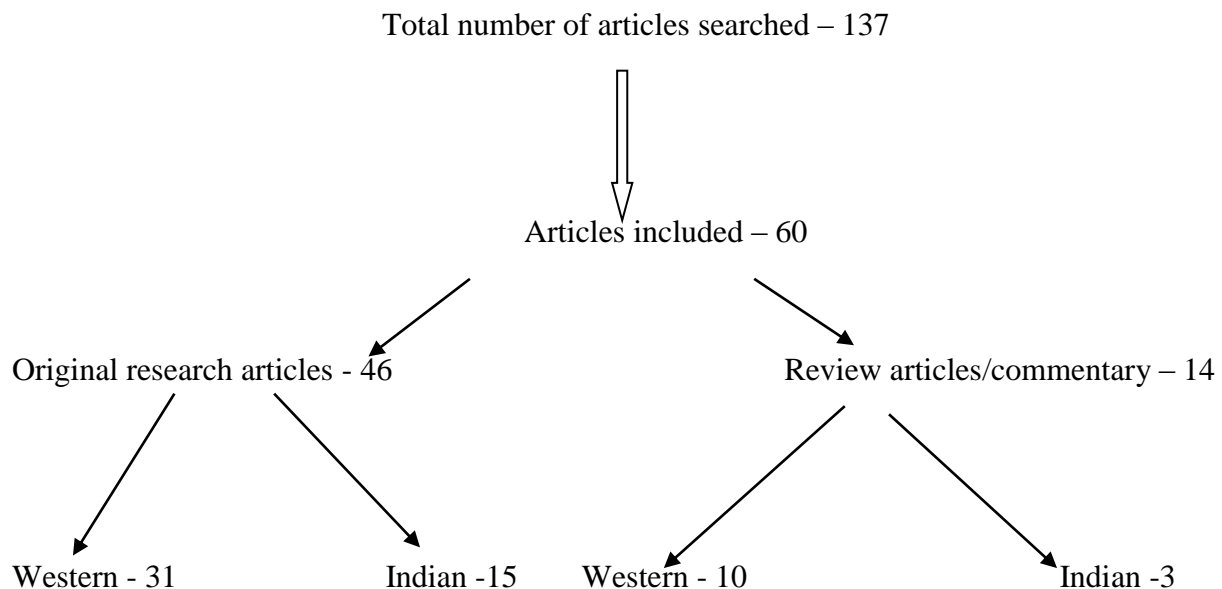 Total number of articles searched – 137
Articles included – 60
Original research articles - 46
Review articles/commentary – 14
Western - 31
Indian -15
Western - 10
Indian -3